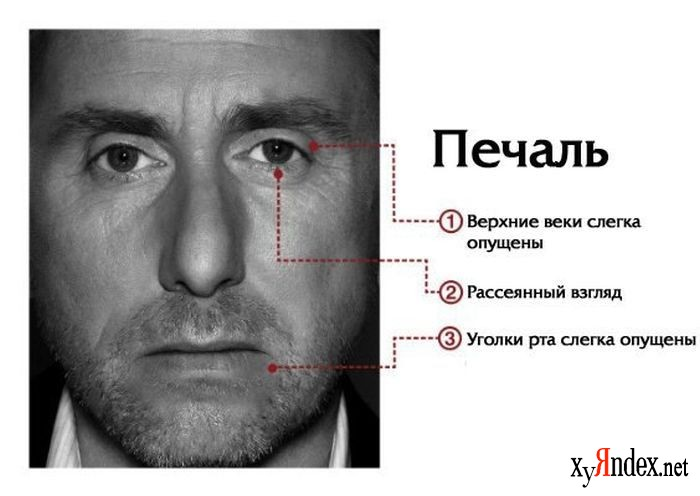 Печаль
1 Верхние веки слегка
опущены
2 Рассеянный взгляд
3 Уголки рта слегка опущены
xyЯndex.net